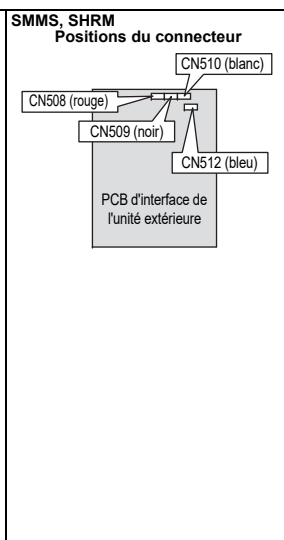 SMMS, SHRM
Positions du connecteur
CN510 (blanc)
CN508 (rouge)
CN509 (noir)
CN512 (bleu)
PCB d'interface de
l'unité extérieure